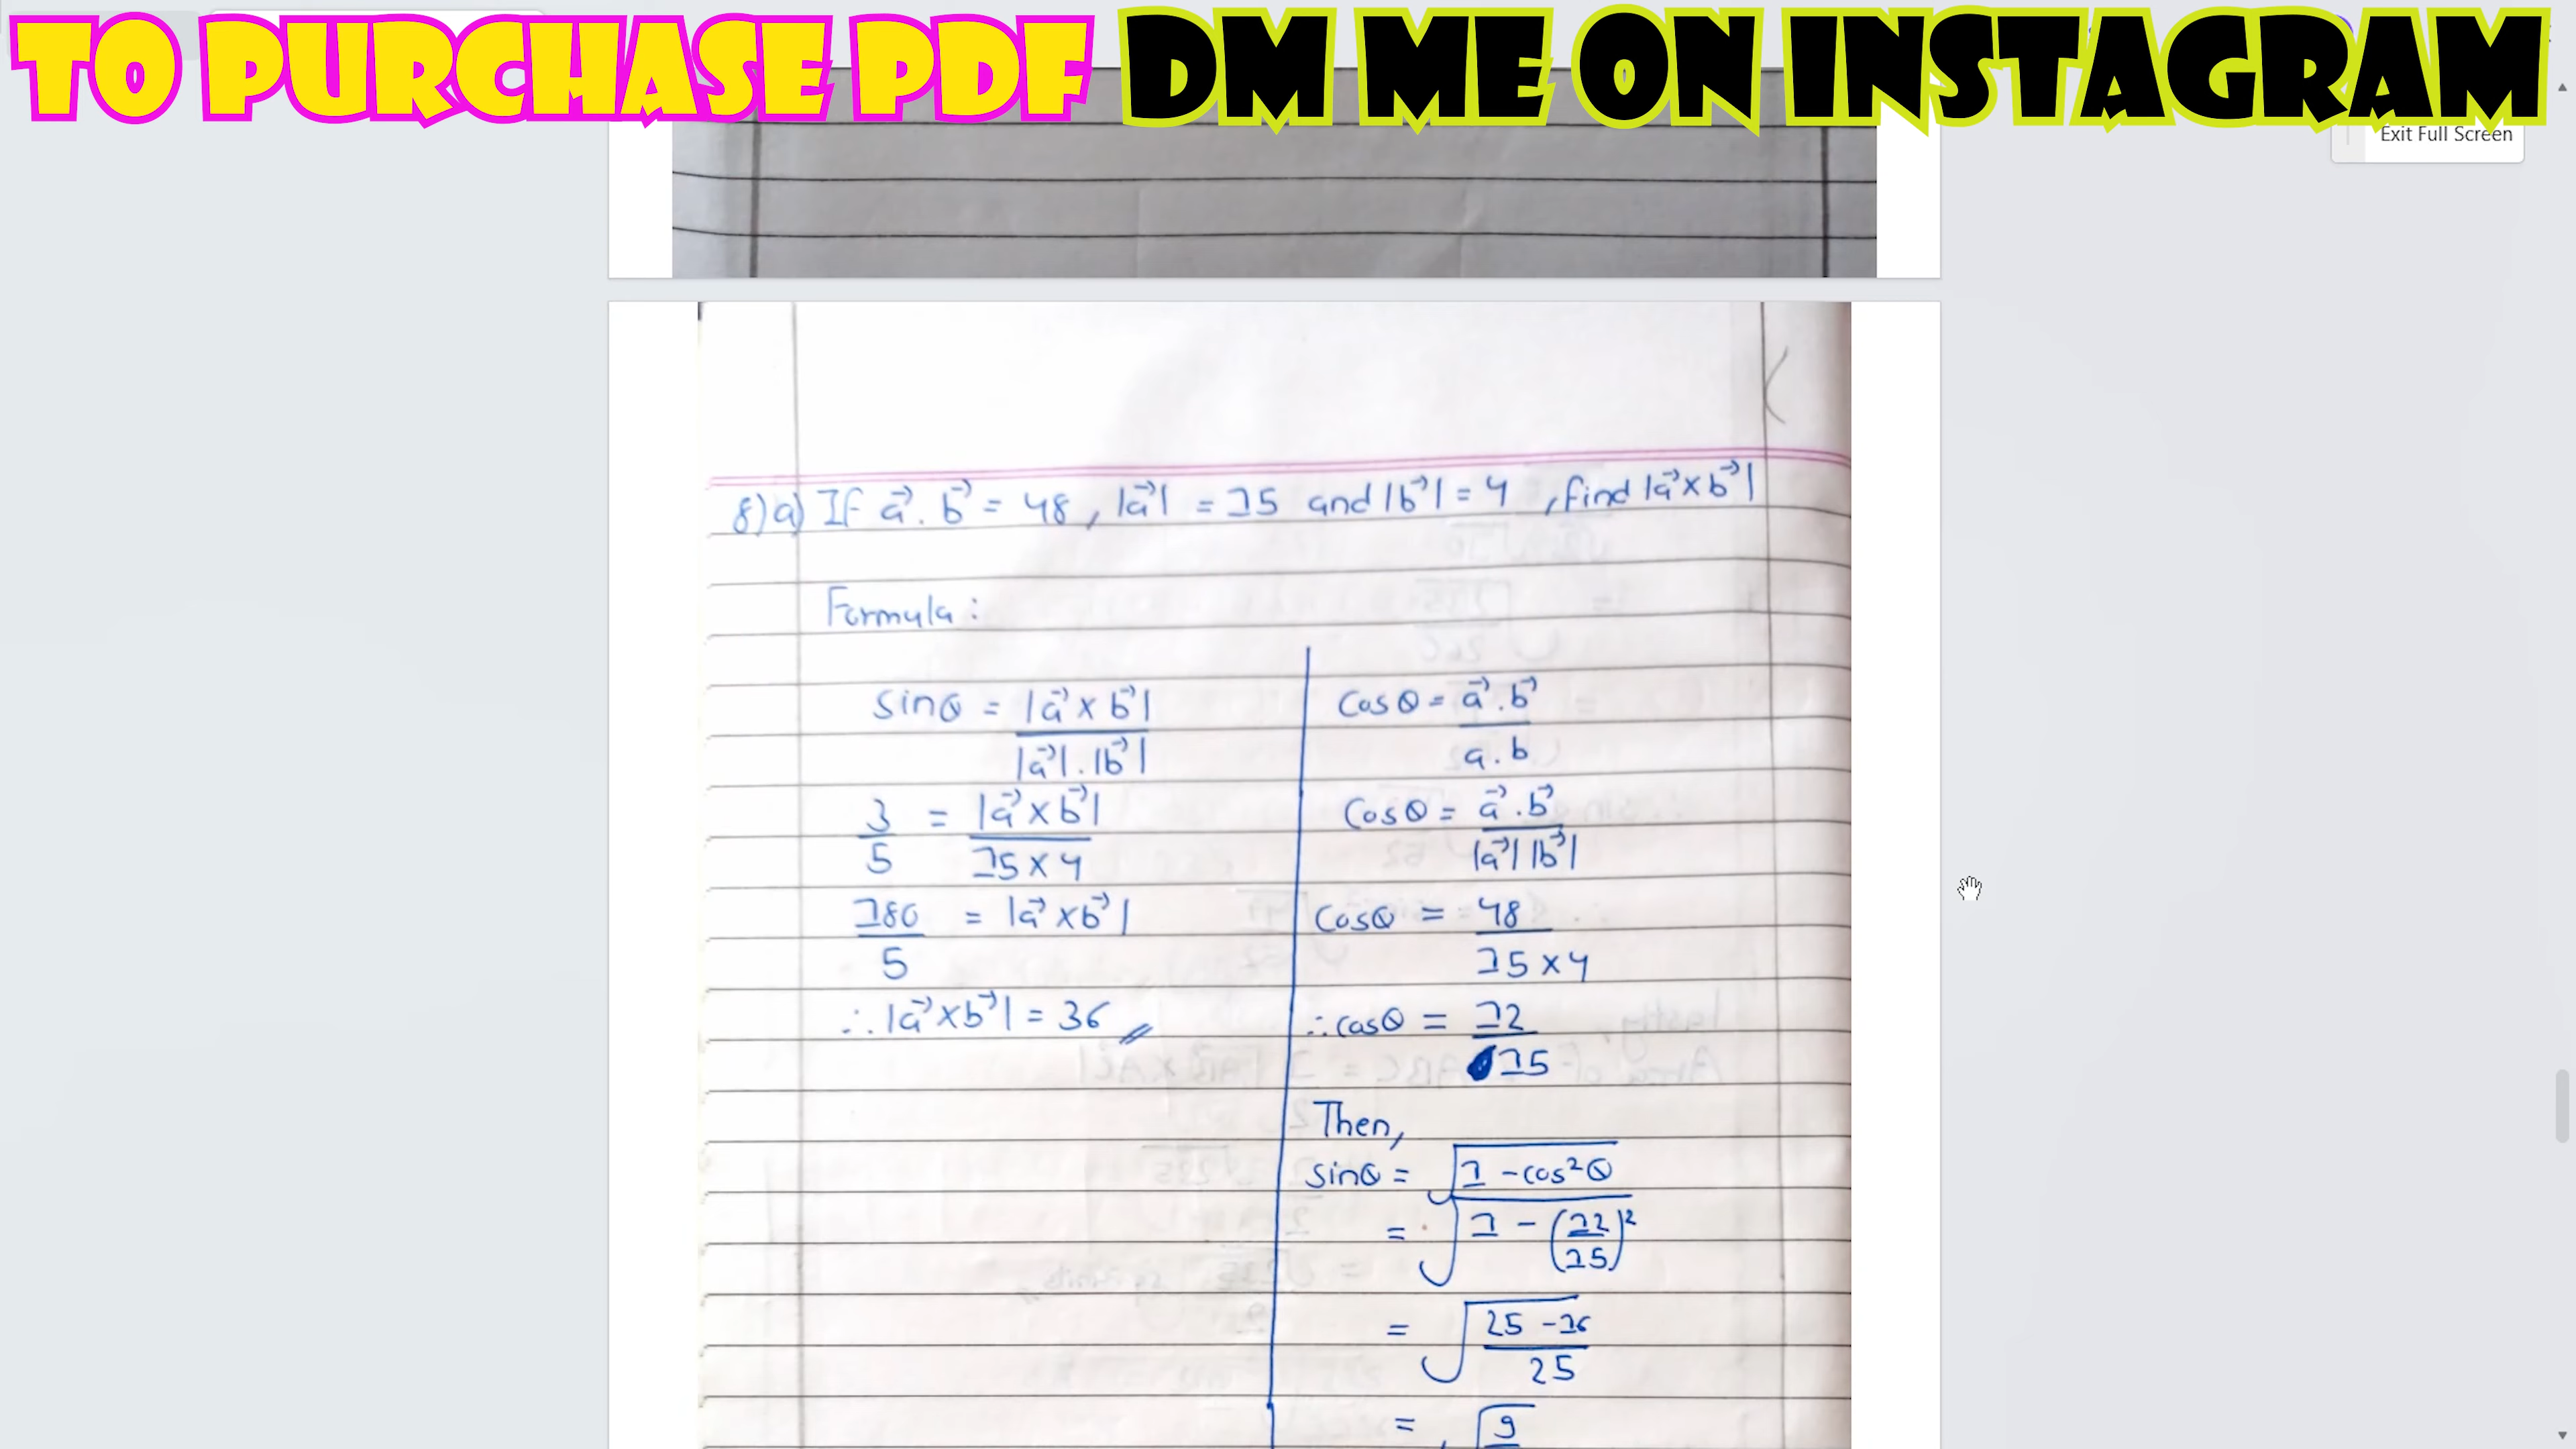 TO PURCHASE PDF DM ME ON INSTAGRAM
Exit Full Screen
8) a) If a⃗ . b⃗ = 48, |a⃗| = 15 and |b⃗| = 4, find |a⃗ × b⃗|
Formula :
sinθ = |a⃗ × b⃗| / |a⃗| . |b⃗|
3/5 = |a⃗ × b⃗| / 15 × 4
180/5 = |a⃗ × b⃗|
∴ |a⃗ × b⃗| = 36
Cosθ = a⃗ . b⃗ / a . b
Cosθ = a⃗ . b⃗ / |a⃗| |b⃗|
Cosθ = 48 / 15 × 4
∴ cosθ = 12 / 15
Then,
sinθ = √(1 - cos²θ)
= √(1 - (12/15)²)
= √((25 - 16) / 25)
= √9